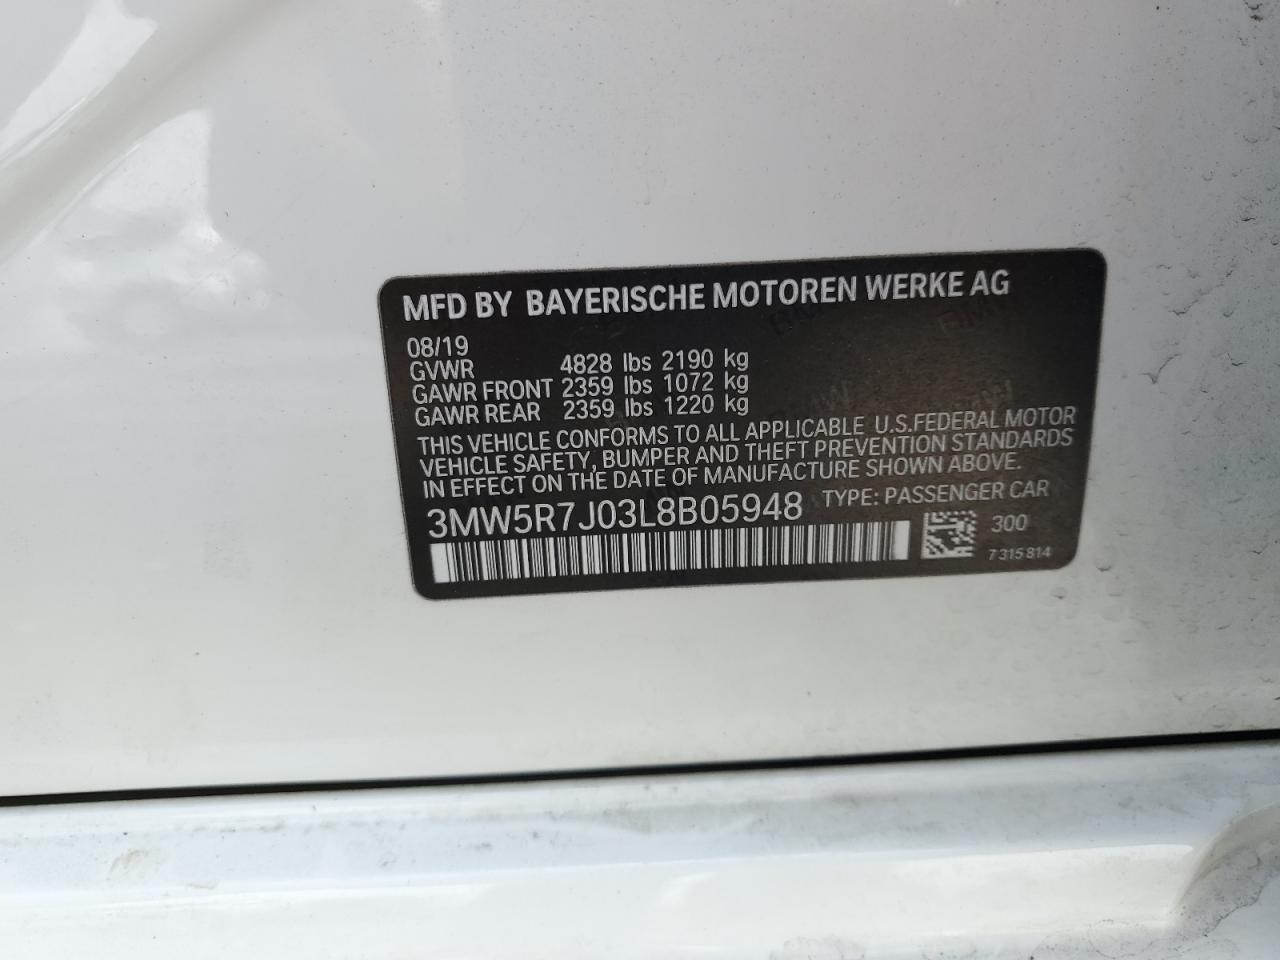 MFD BY BAYERISCHE MOTOREN WERKE AG
08/19
GVWR 4828 lbs 2190 kg
GAWR FRONT 2359 lbs 1072 kg
GAWR REAR 2359 lbs 1220 kg
THIS VEHICLE CONFORMS TO ALL APPLICABLE U.S.FEDERAL MOTOR
VEHICLE SAFETY, BUMPER AND THEFT PREVENTION STANDARDS
IN EFFECT ON THE DATE OF MANUFACTURE SHOWN ABOVE.
3MW5R7J03L8B05948 TYPE: PASSENGER CAR
300
7315814